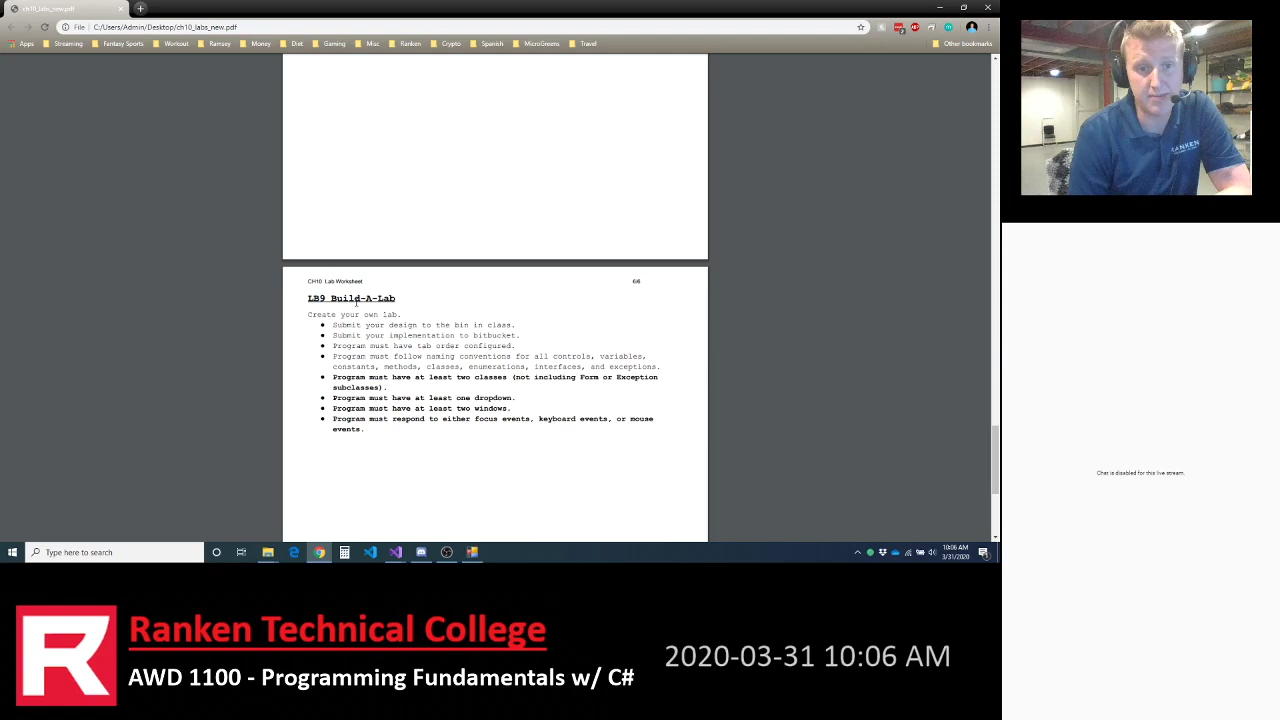 ch10_labs_new.pdf
File C:/Users/Admin/Desktop/ch10_labs_new.pdf
Apps Streaming Fantasy Sports Workout Ramsey Money Diet Gaming Misc Ranken Crypto Spanish MicroGreens Travel Other bookmarks
CH10 Lab Worksheet 6/6
LB9 Build-A-Lab
Create your own lab.
● Submit your design to the bin in class.
● Submit your implementation to bitbucket.
● Program must have tab order configured.
● Program must follow naming conventions for all controls, variables,
constants, methods, classes, enumerations, interfaces, and exceptions.
● Program must have at least two classes (not including Form or Exception
subclasses).
● Program must have at least one dropdown.
● Program must have at least two windows.
● Program must respond to either focus events, keyboard events, or mouse
events.
RANKEN
Chat is disabled for this live stream.
Type here to search
10:06 AM
3/31/2020
R
Ranken Technical College
AWD 1100 - Programming Fundamentals w/ C#
2020-03-31 10:06 AM